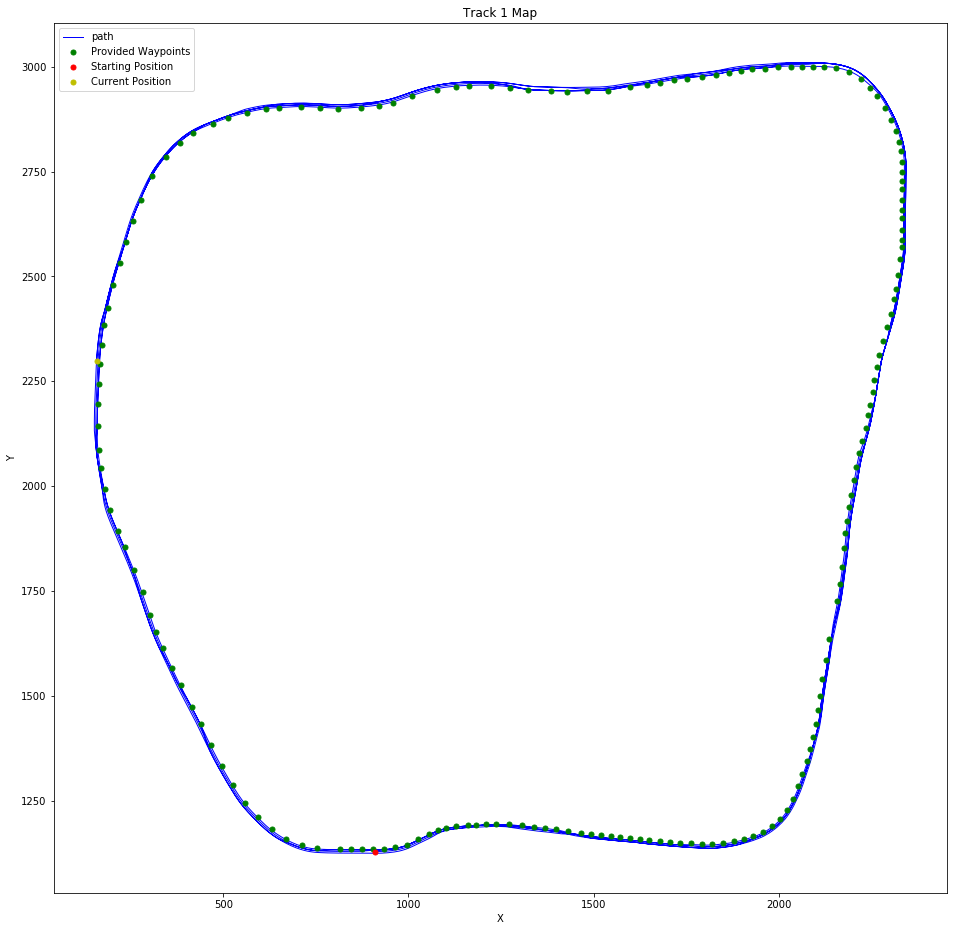 Track 1 Map
path
Provided Waypoints
Starting Position
Current Position
3000
2750
2500
2250
2000
1750
1500
1250
Y
500
1000
1500
2000
X